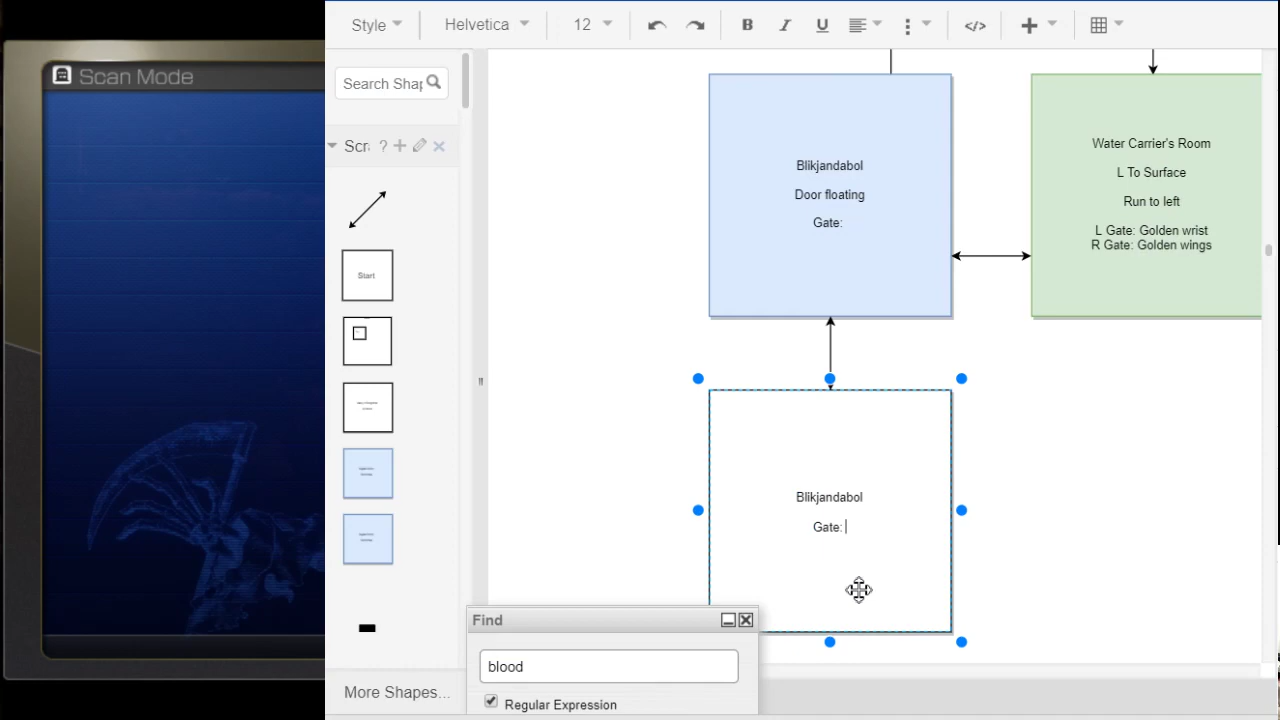 Scan Mode
Style
Helvetica
12
B
I
U
</>
Search Shap
Scr
?
Start
More Shapes...
Blikjandabol
Door floating
Gate:
Water Carrier's Room
L To Surface
Run to left
L Gate: Golden wrist
R Gate: Golden wings
Blikjandabol
Gate:
Find
blood
Regular Expression